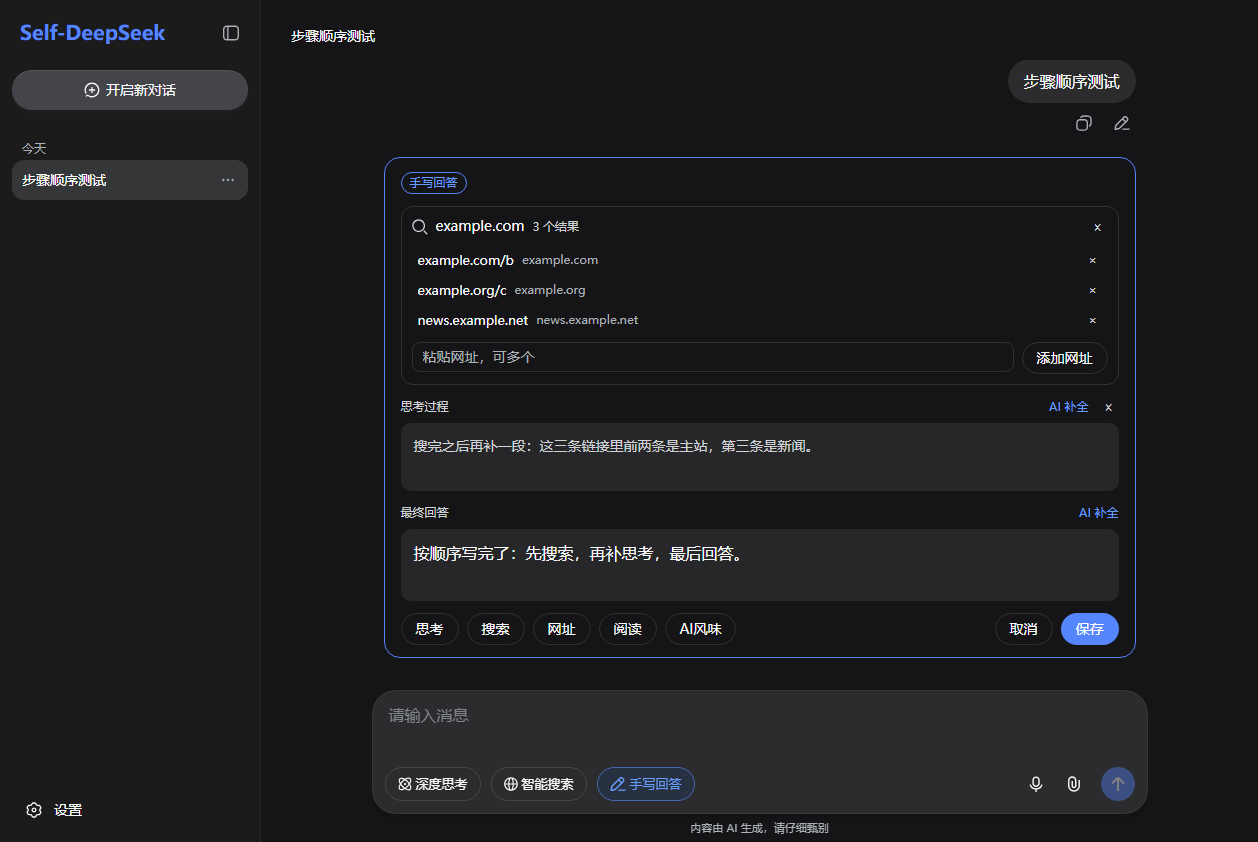 Self-DeepSeek
开启新对话
今天
步骤顺序测试
设置
步骤顺序测试
步骤顺序测试
手写回答
example.com 3 个结果 x
example.com/b example.com ×
example.org/c example.org ×
news.example.net news.example.net ×
粘贴网址，可多个 添加网址
思考过程 AI 补全 x
搜完之后再补一段：这三条链接里前两条是主站，第三条是新闻。
最终回答 AI 补全
按顺序写完了：先搜索，再补思考，最后回答。
思考 搜索 网址 阅读 AI风味 取消 保存
请输入消息
深度思考 智能搜索 手写回答
内容由 AI 生成，请仔细甄别